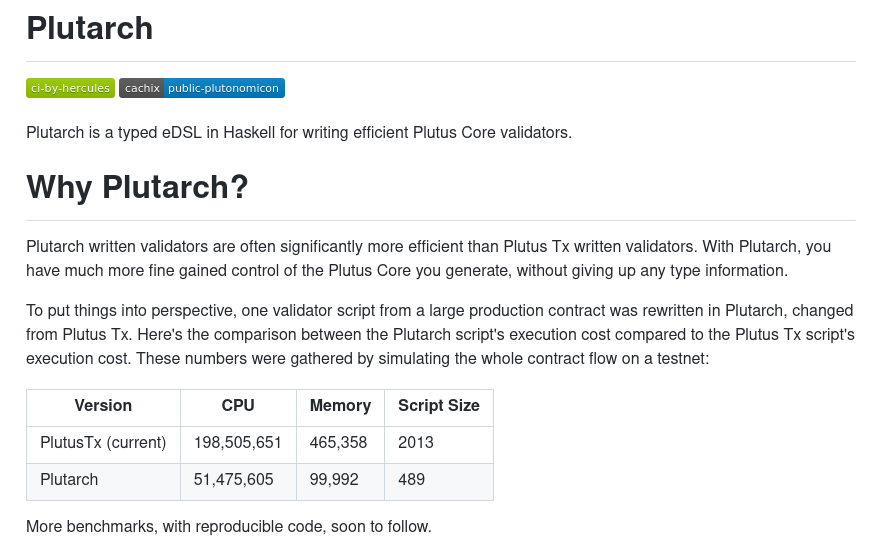 Plutarch
ci-by-hercules cachix public-plutonomicon
Plutarch is a typed eDSL in Haskell for writing efficient Plutus Core validators.
Why Plutarch?
Plutarch written validators are often significantly more efficient than Plutus Tx written validators. With Plutarch, you
have much more fine gained control of the Plutus Core you generate, without giving up any type information.
To put things into perspective, one validator script from a large production contract was rewritten in Plutarch, changed
from Plutus Tx. Here's the comparison between the Plutarch script's execution cost compared to the Plutus Tx script's
execution cost. These numbers were gathered by simulating the whole contract flow on a testnet:
Version CPU Memory Script Size
PlutusTx (current) 198,505,651 465,358 2013
Plutarch 51,475,605 99,992 489
More benchmarks, with reproducible code, soon to follow.